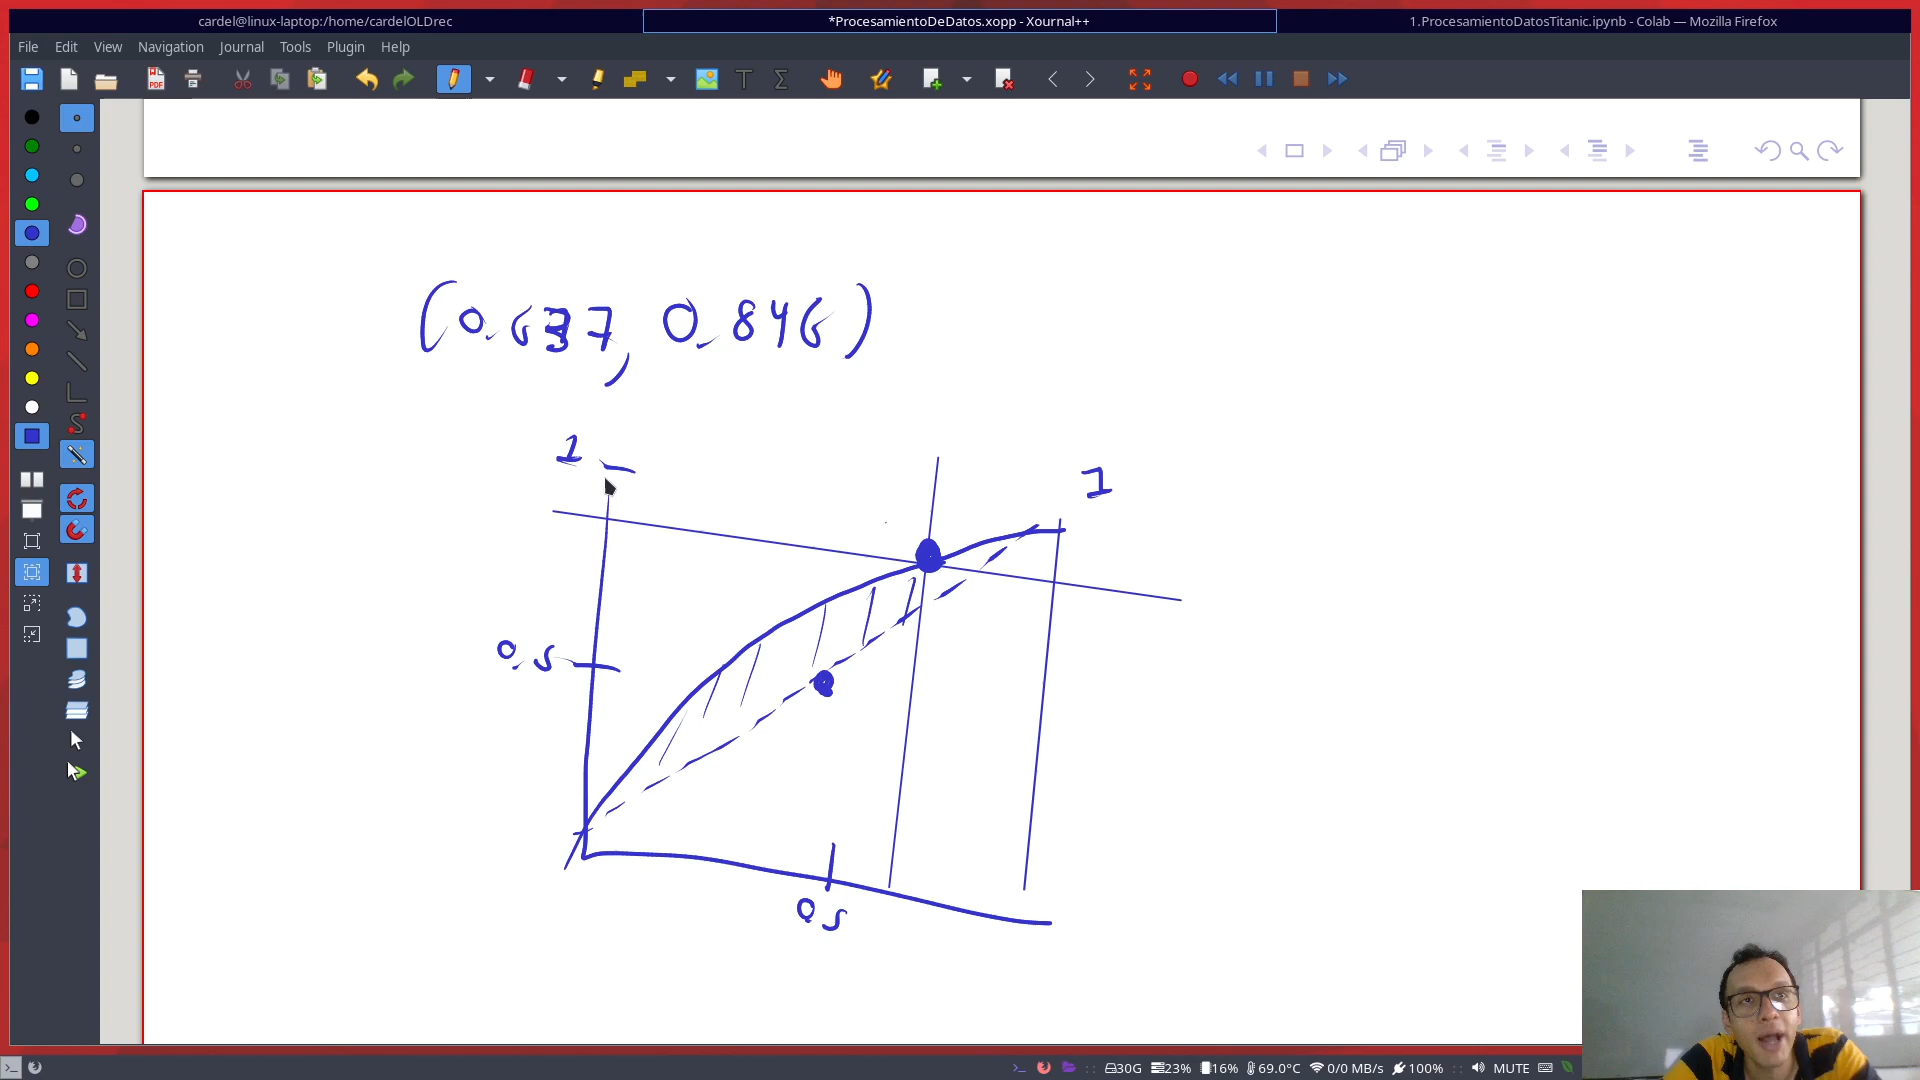 cardel@linux-laptop:/home/cardelOLDrec
*ProcesamientoDeDatos.xopp - Xournal++
1.ProcesamientoDatosTitanic.ipynb - Colab — Mozilla Firefox
File Edit View Navigation Journal Tools Plugin Help
(0.637, 0.846)
1
1
0.5
0.5
30G 23% 16% 69.0°C 0/0 MB/s 100% MUTE